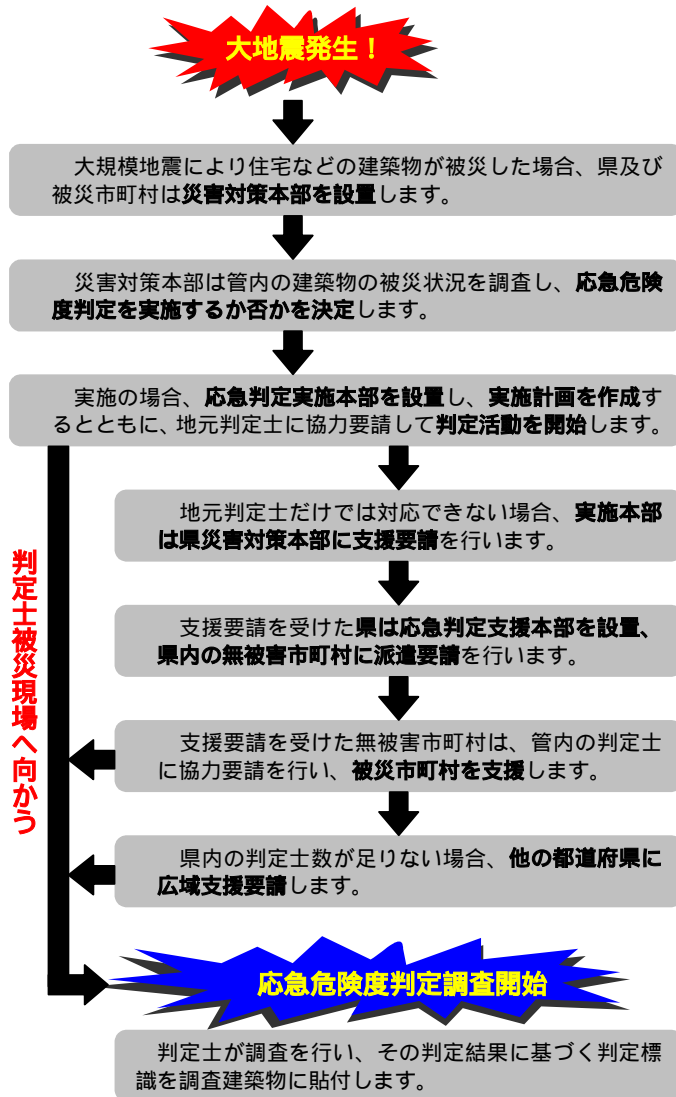 大地震発生！
大規模地震により住宅などの建築物が被災した場合、県及び
被災市町村は災害対策本部を設置します。
災害対策本部は管内の建築物の被災状況を調査し、応急危険
度判定を実施するか否かを決定します。
実施の場合、応急判定実施本部を設置し、実施計画を作成す
るとともに、地元判定士に協力要請して判定活動を開始します。
地元判定士だけでは対応できない場合、実施本部
は県災害対策本部に支援要請を行います。
支援要請を受けた県は応急判定支援本部を設置、
県内の無被害市町村に派遣要請を行います。
判定士被災現場へ向かう
支援要請を受けた無被害市町村は、管内の判定士
に協力要請を行い、被災市町村を支援します。
県内の判定士数が足りない場合、他の都道府県に
広域支援要請します。
応急危険度判定調査開始
判定士が調査を行い、その判定結果に基づく判定標
識を調査建築物に貼付します。